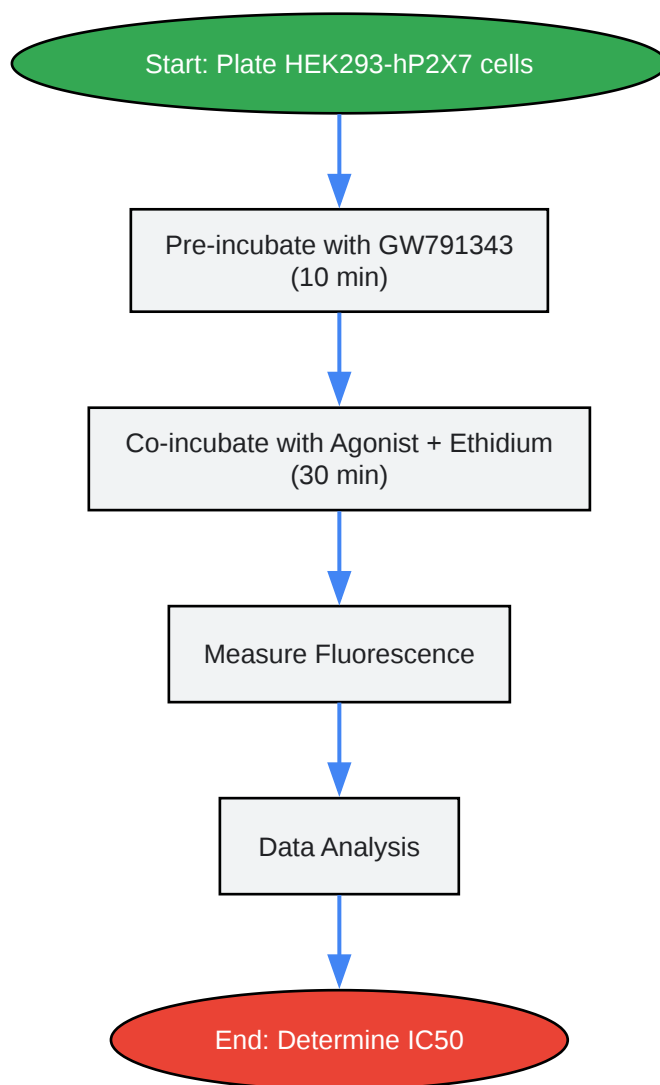 Start: Plate HEK293-hP2X7 cells
Pre-incubate with GW791343
(10 min)
Co-incubate with Agonist + Ethidium
(30 min)
Measure Fluorescence
Data Analysis
End: Determine IC50